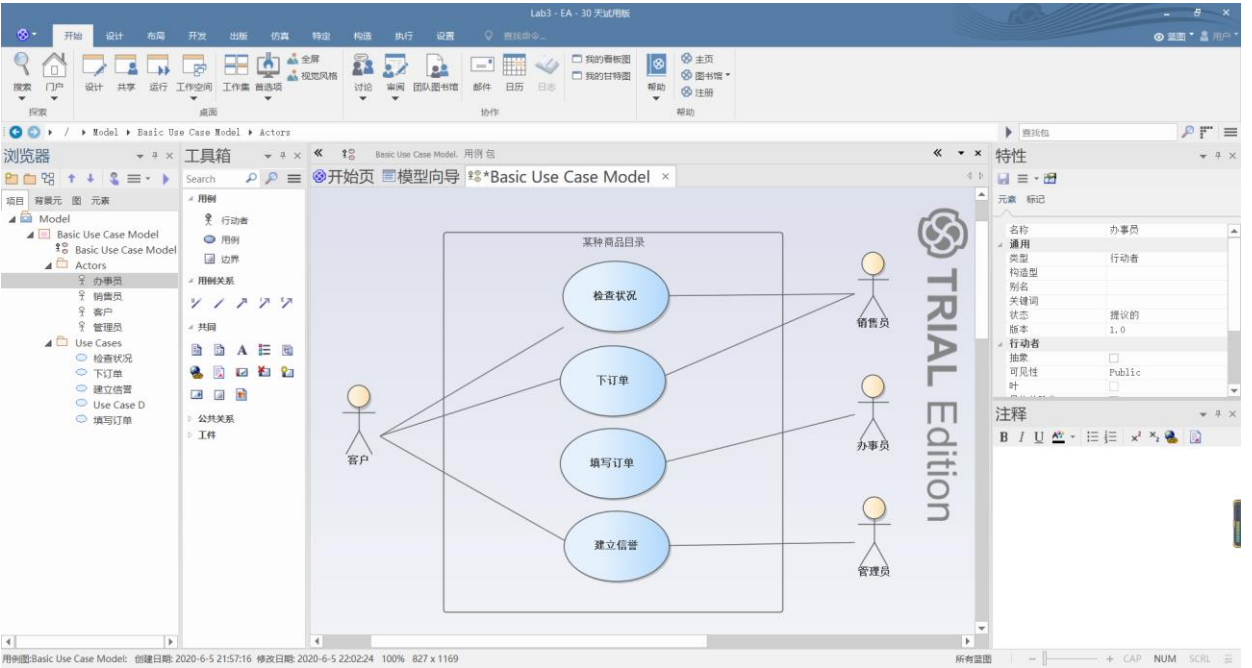 Lab3 - EA - 30 天试用版
开始 设计 布局 开发 出版 仿真 特定 构造 执行 设置 查找命令...
蓝图 用户
搜索 门户 设计 共享 运行 工作空间 工作集 首选项 全屏 视觉风格 讨论 审阅 团队图书馆 邮件 日历 日志 我的看板图 我的甘特图 帮助 主页 图书馆 注册
探索 桌面 协作 帮助
/ Model Basic Use Case Model Actors 查找包
浏览器
项目 背景元 图 元素
Model
Basic Use Case Model
Basic Use Case Model
Actors
办事员
销售员
客户
管理员
Use Cases
检查状况
下订单
建立信誉
Use Case D
填写订单
工具箱
Search
用例
行动者
用例
边界
用例关系
共同
公共关系
工件
Basic Use Case Model. 用例 包
开始页 模型向导 *Basic Use Case Model ×
某种商品目录
检查状况
下订单
填写订单
建立信誉
客户
销售员
办事员
管理员
TRIAL Edition
特性
元素 标记
名称 办事员
通用
类型 行动者
构造型
别名
关键词
状态 提议的
版本 1.0
行动者
抽象
可见性 Public
叶
注释
B I U x² x₂
用例图:Basic Use Case Model: 创建日期: 2020-6-5 21:57:16 修改日期: 2020-6-5 22:02:24 100% 827 x 1169 所有蓝图 CAP NUM SCRL